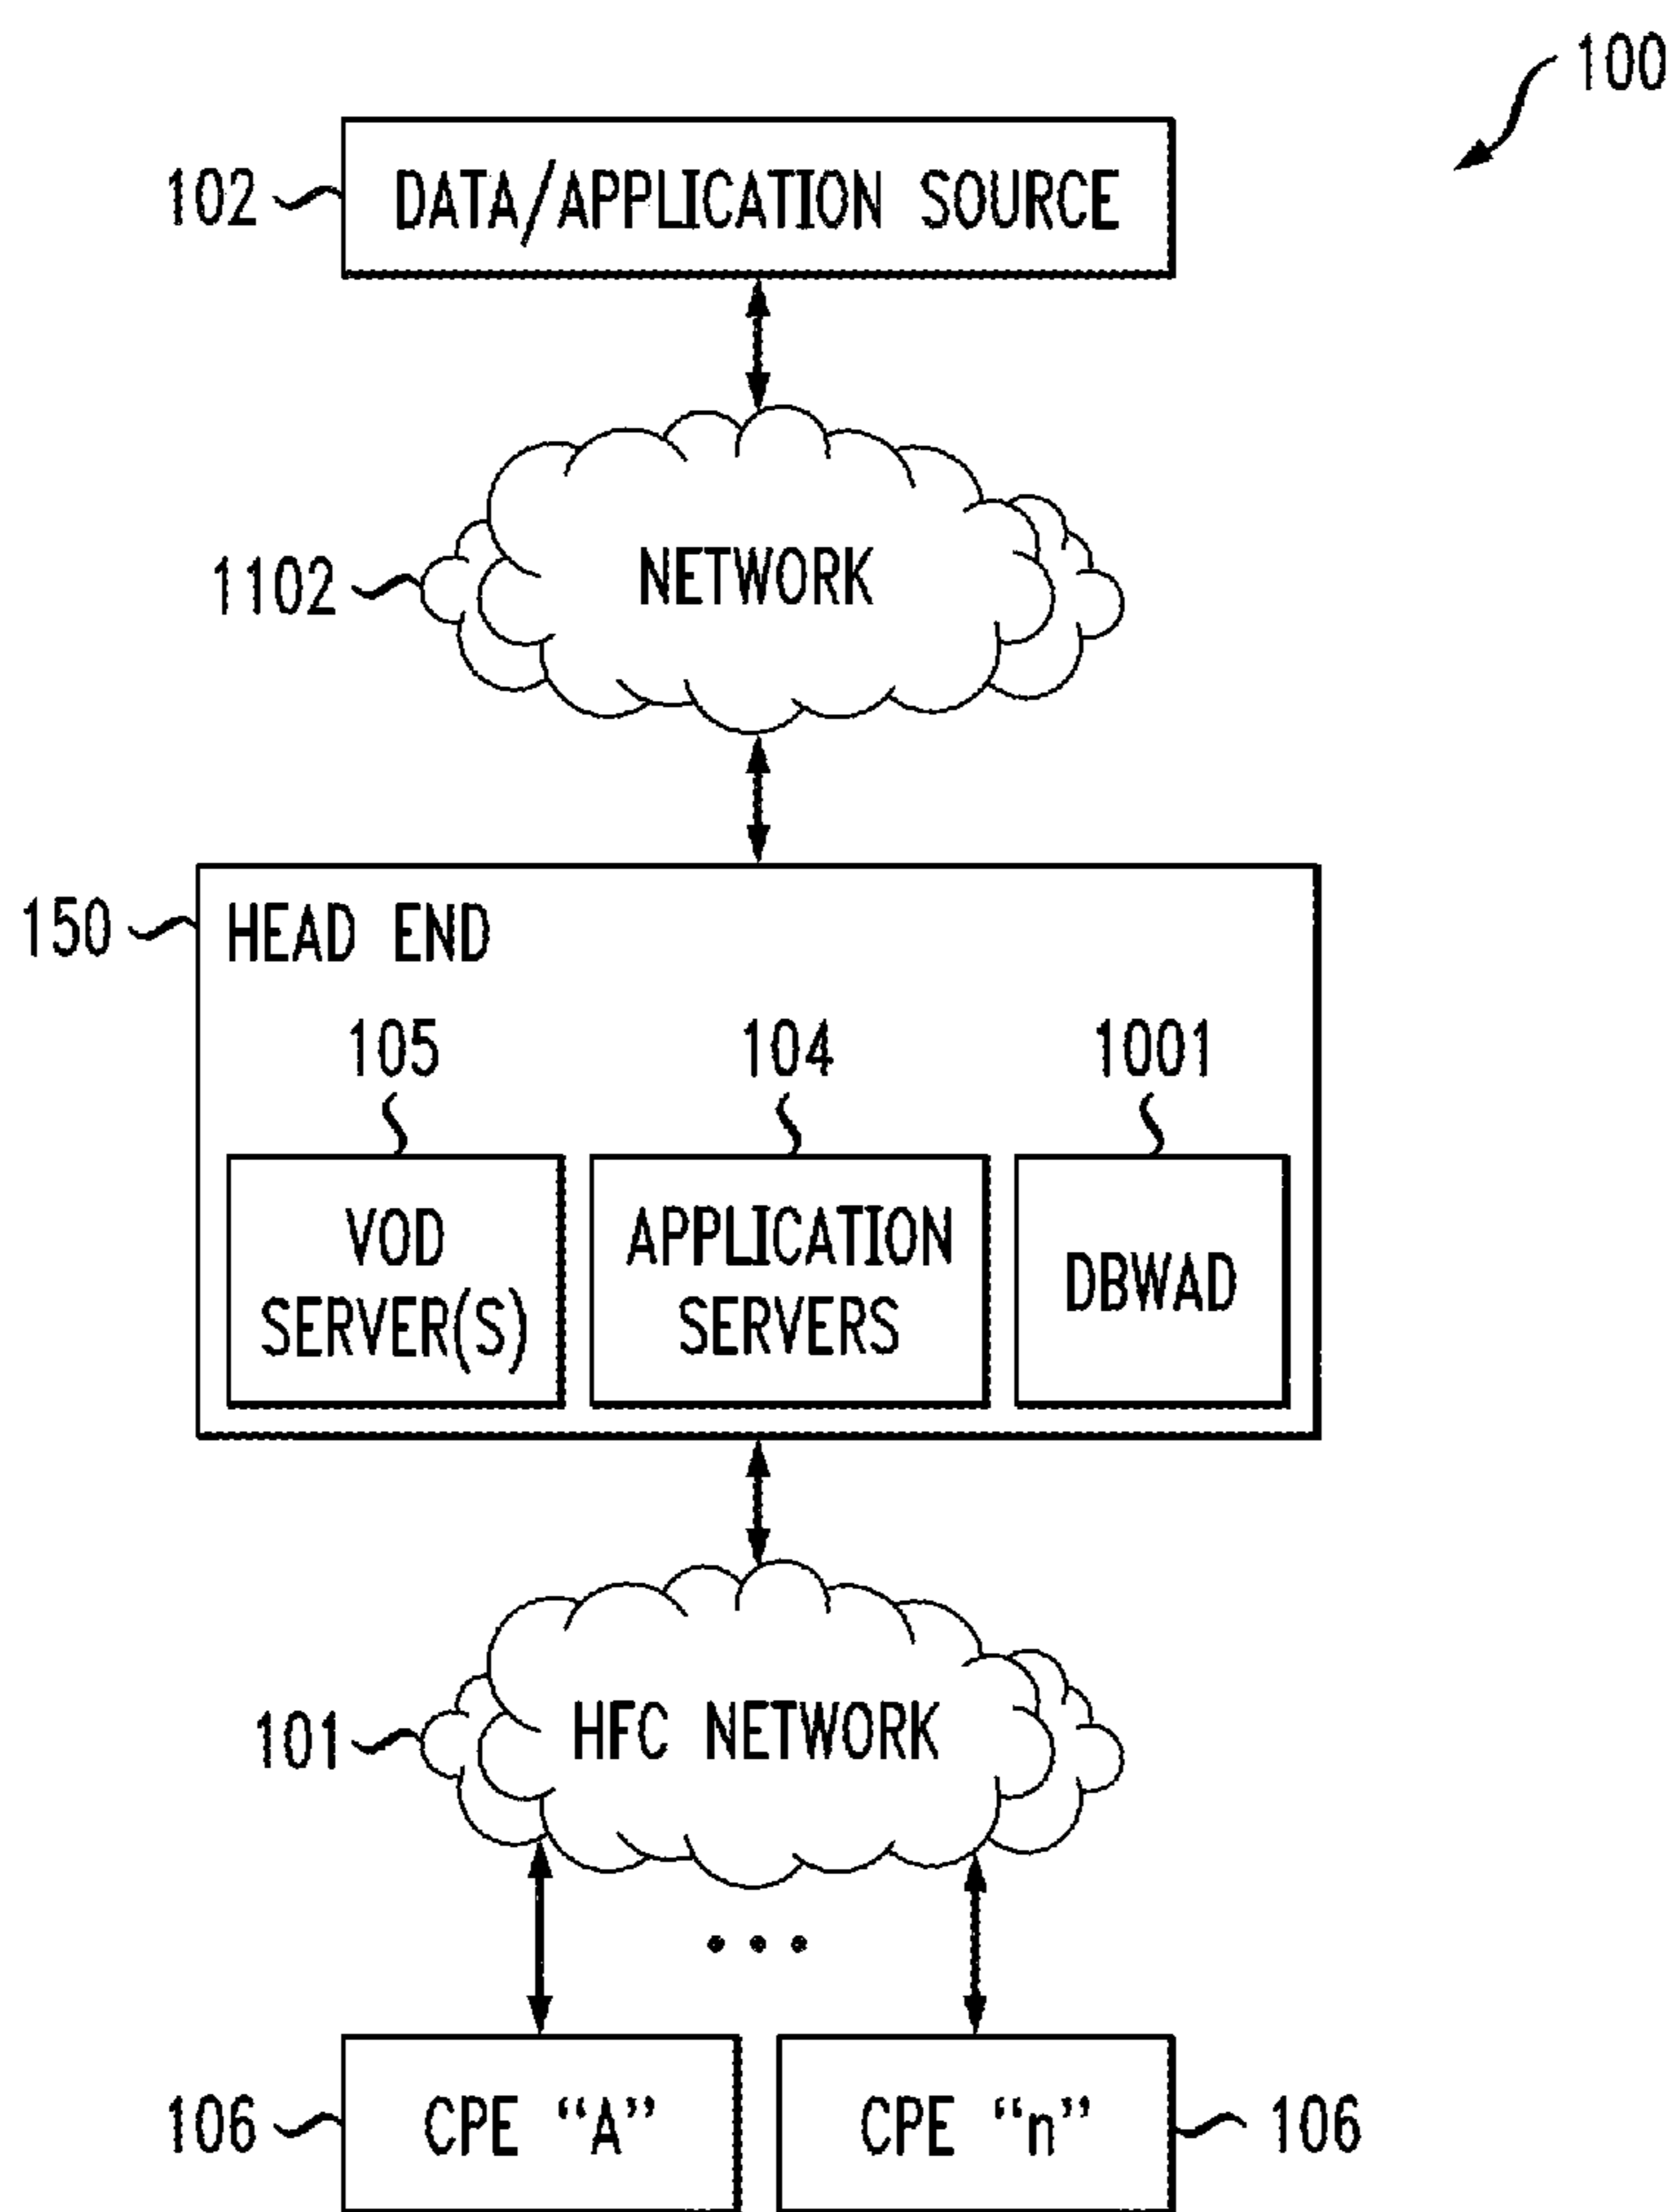 100
102
DATA/APPLICATION SOURCE
1102
NETWORK
150
HEAD END
105
104
1001
VOD
SERVER(S)
APPLICATION
SERVERS
DBWAD
101
HFC NETWORK
106
CPE “A”
CPE “n”
106